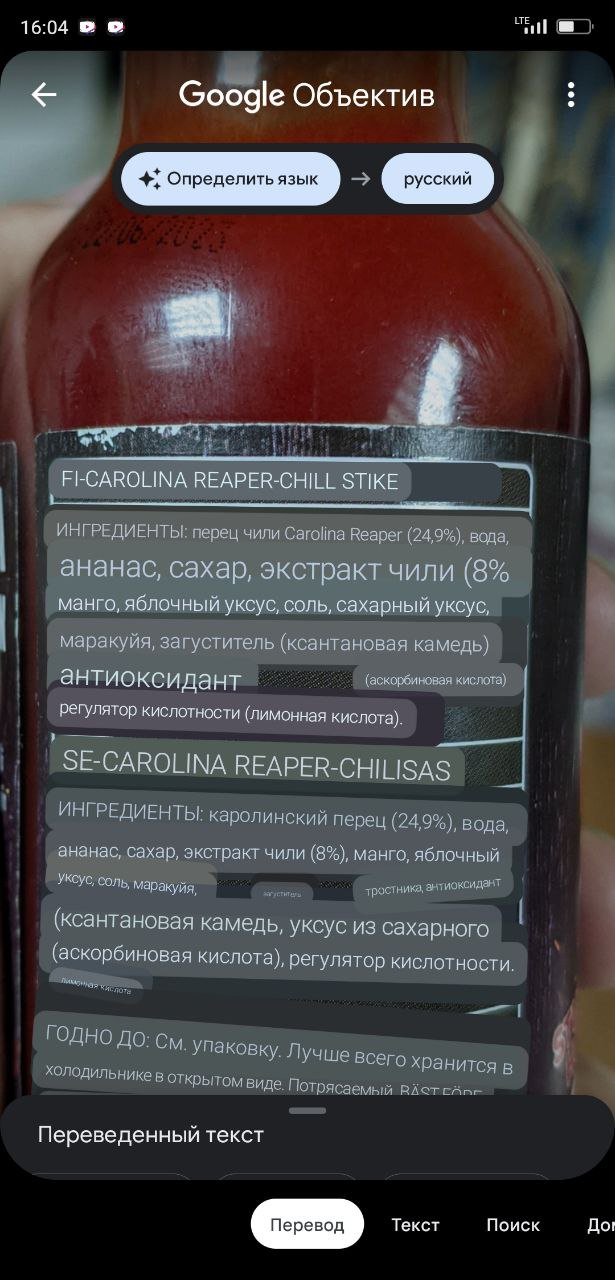 16:04
LTE
Google Объектив
Определить язык → русский
12/06/2025
FI-CAROLINA REAPER-CHILL STIKE
ИНГРЕДИЕНТЫ: перец чили Carolina Reaper (24,9%), вода,
ананас, сахар, экстракт чили (8%
манго, яблочный уксус, соль, сахарный уксус,
маракуйя, загуститель (ксантановая камедь)
антиоксидант (аскорбиновая кислота)
регулятор кислотности (лимонная кислота).
SE-CAROLINA REAPER-CHILISAS
ИНГРЕДИЕНТЫ: каролинский перец (24,9%), вода,
ананас, сахар, экстракт чили (8%), манго, яблочный
уксус, соль, маракуйя, загуститель тростника, антиоксидант
(ксантановая камедь, уксус из сахарного
(аскорбиновая кислота), регулятор кислотности.
лимонная кислота
ГОДНО ДО: См. упаковку. Лучше всего хранится в
холодильнике в открытом виде. Потрясаемый. BÄST FÖRE
Переведенный текст
Перевод Текст Поиск